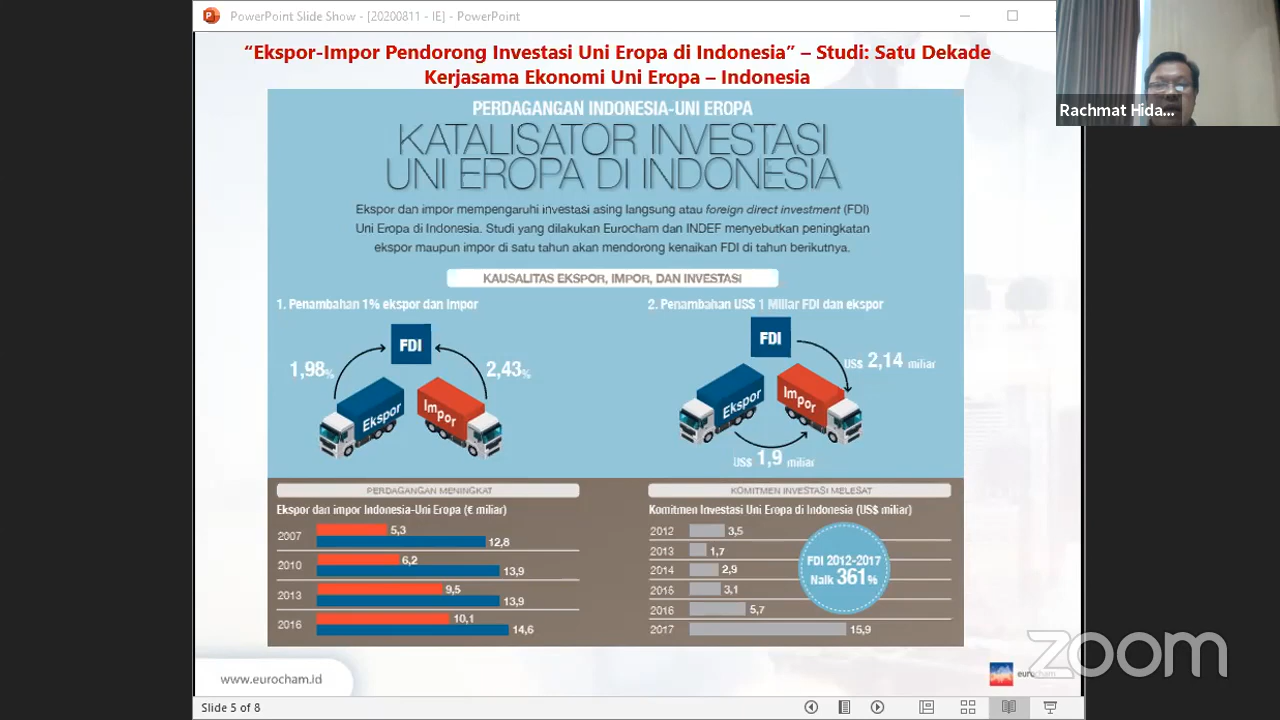 PowerPoint Slide Show - [20200811 - IE] - PowerPoint
“Ekspor-Impor Pendorong Investasi Uni Eropa di Indonesia” – Studi: Satu Dekade
Kerjasama Ekonomi Uni Eropa – Indonesia
Rachmat Hida...
PERDAGANGAN INDONESIA-UNI EROPA
KATALISATOR INVESTASI
UNI EROPA DI INDONESIA
Ekspor dan impor mempengaruhi investasi asing langsung atau foreign direct investment (FDI)
Uni Eropa di Indonesia. Studi yang dilakukan Eurocham dan INDEF menyebutkan peningkatan
ekspor maupun impor di satu tahun akan mendorong kenaikan FDI di tahun berikutnya.
KAUSALITAS EKSPOR, IMPOR, DAN INVESTASI
1. Penambahan 1% ekspor dan impor
FDI
1,98%
2,43%
Ekspor
Impor
2. Penambahan US$ 1 Miliar FDI dan ekspor
FDI
US$ 2,14 miliar
Ekspor
Impor
US$ 1,9 miliar
PERDAGANGAN MENINGKAT
Ekspor dan impor Indonesia-Uni Eropa (€ miliar)
2007 5,3
12,8
2010 6,2
13,9
2013 9,5
13,9
2016 10,1
14,6
KOMITMEN INVESTASI MELESAT
Komitmen Investasi Uni Eropa di Indonesia (US$ miliar)
2012 3,5
2013 1,7
2014 2,9
2015 3,1
2016 5,7
2017 15,9
FDI 2012-2017
Naik 361%
www.eurocham.id
zoom
Slide 5 of 8